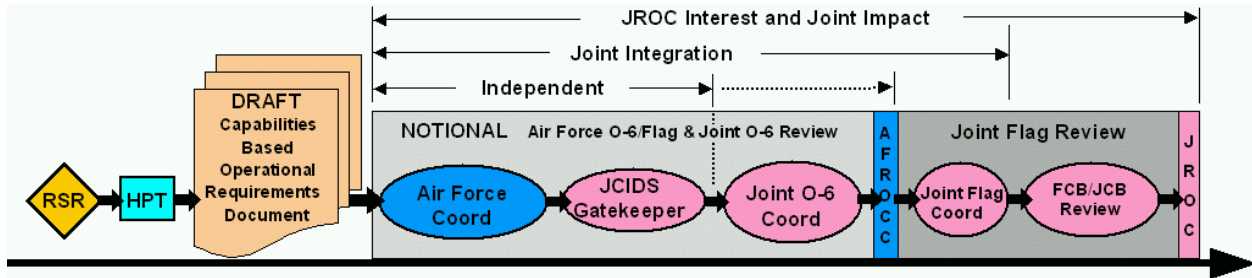 JROC Interest and Joint Impact
Joint Integration
Independent
DRAFT
Capabilities
Based
Operational
Requirements
Document
NOTIONAL Air Force O-6/Flag & Joint O-6 Review
Joint Flag Review
RSR
HPT
Air Force
Coord
JCIDS
Gatekeeper
Joint O-6
Coord
A
F
R
O
C
C
Joint Flag
Coord
FCB/JCB
Review
J
R
O
C